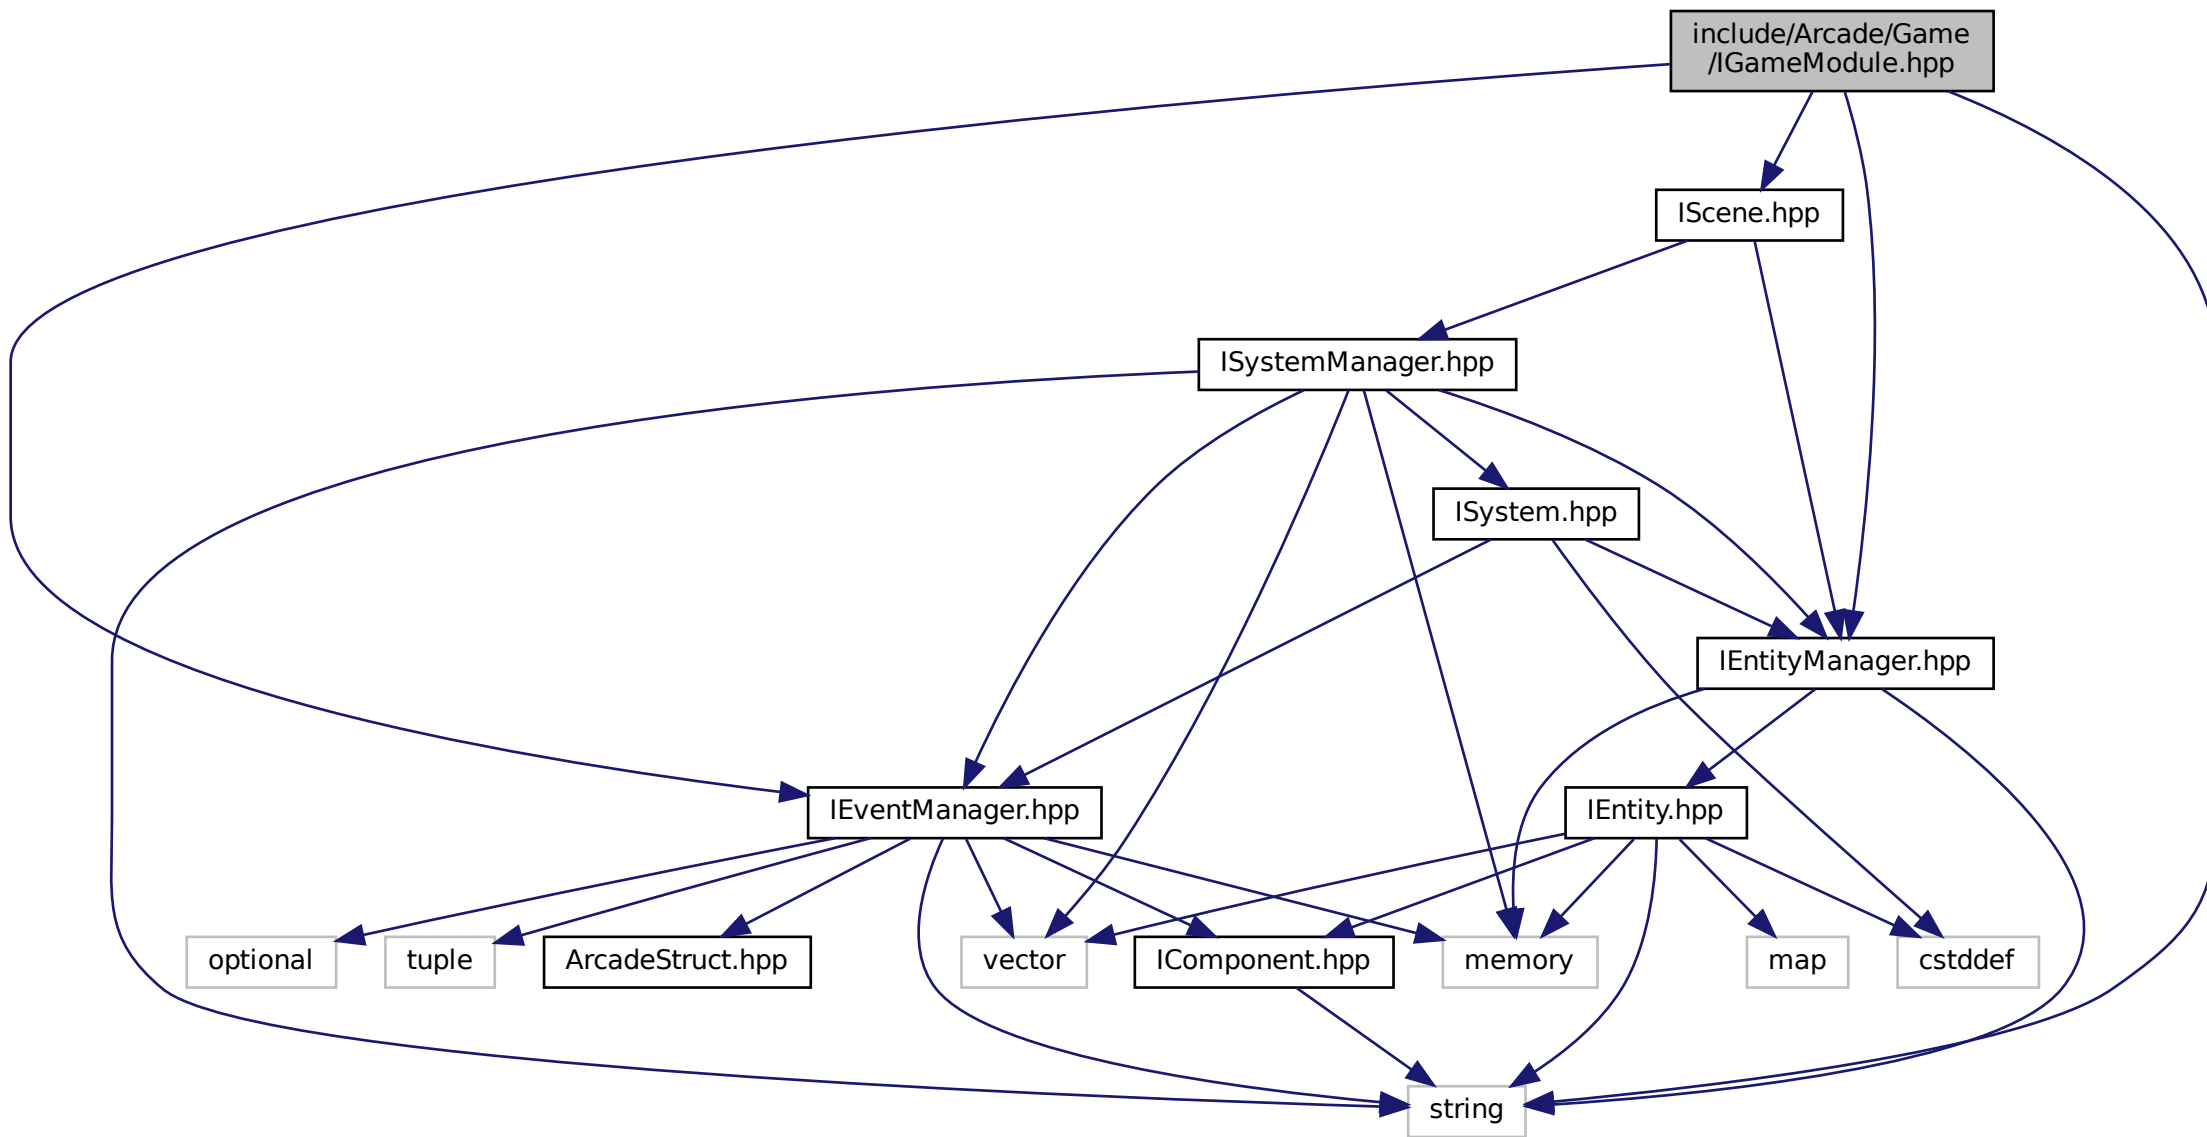 include/Arcade/Game
/IGameModule.hpp
IScene.hpp
ISystemManager.hpp
ISystem.hpp
IEntityManager.hpp
IEventManager.hpp
IEntity.hpp
optional
tuple
ArcadeStruct.hpp
vector
IComponent.hpp
memory
map
cstddef
string